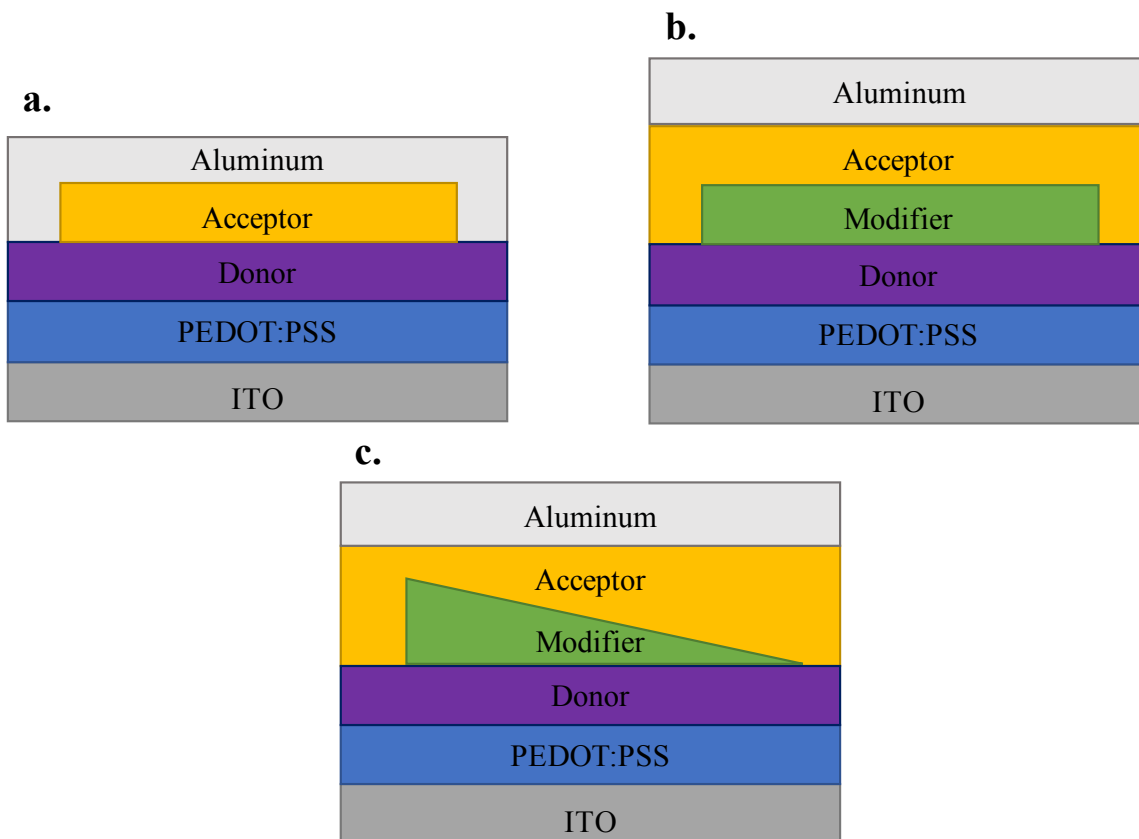 a.
Aluminum
Acceptor
Donor
PEDOT:PSS
ITO
b.
Aluminum
Acceptor
Modifier
Donor
PEDOT:PSS
ITO
c.
Aluminum
Acceptor
Modifier
Donor
PEDOT:PSS
ITO